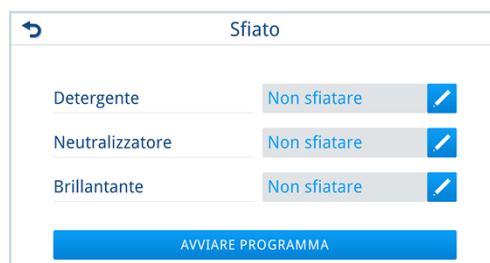 Sfiato
Detergente Non sfiatare
Neutralizzatore Non sfiatare
Brillantante Non sfiatare
AVVIARE PROGRAMMA